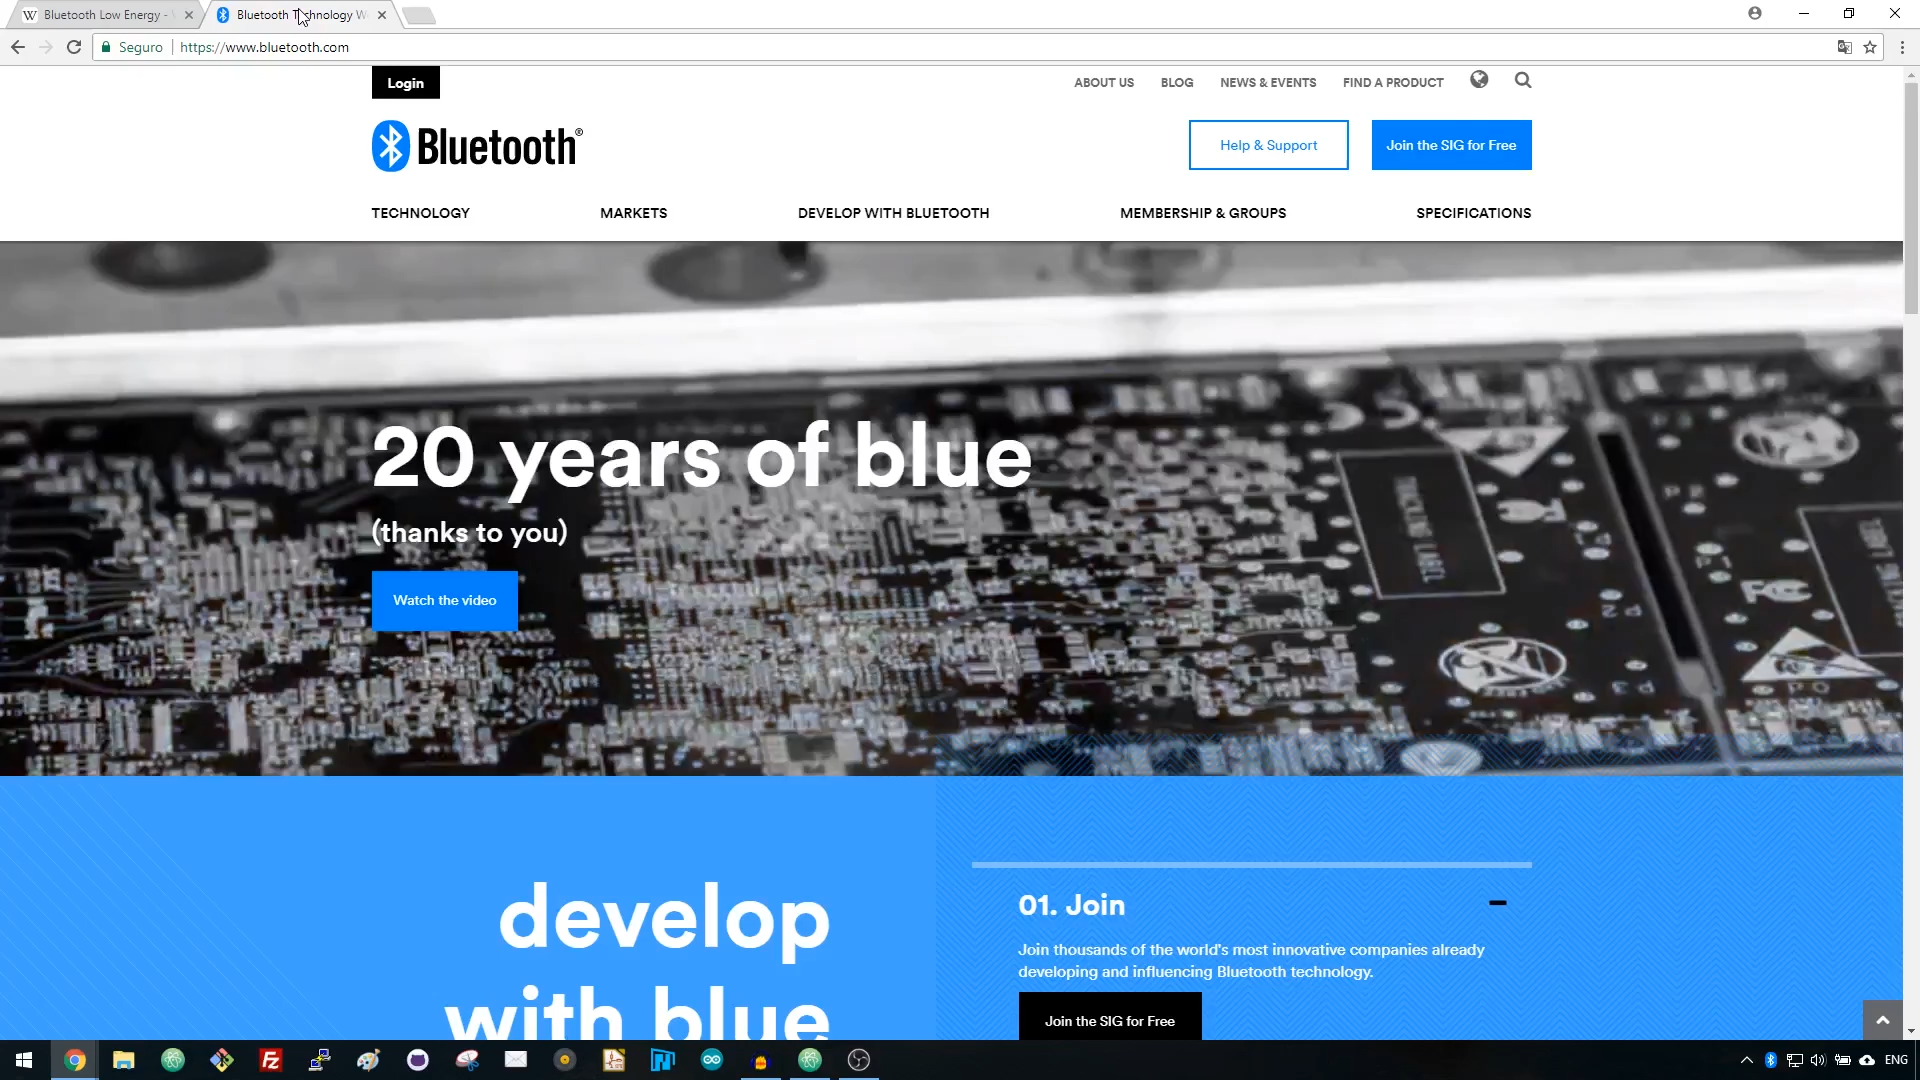 Bluetooth Low Energy -
Bluetooth Technology W
Seguro
https://www.bluetooth.com
Login
ABOUT US
BLOG
NEWS & EVENTS
FIND A PRODUCT
Bluetooth®
Help & Support
Join the SIG for Free
TECHNOLOGY
MARKETS
DEVELOP WITH BLUETOOTH
MEMBERSHIP & GROUPS
SPECIFICATIONS
20 years of blue
(thanks to you)
Watch the video
develop
with blue
01. Join
Join thousands of the world's most innovative companies already
developing and influencing Bluetooth technology.
Join the SIG for Free
ENG